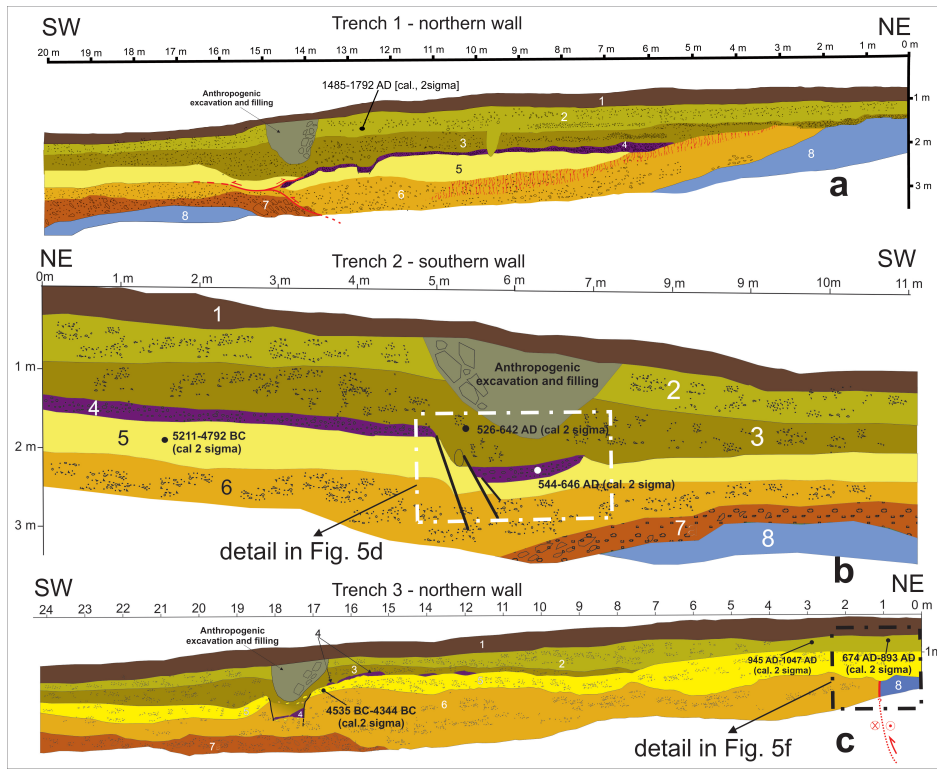 SW
Trench 1 - northern wall
NE
20 m 19 m 18 m 17 m 16 m 15 m 14 m 13 m 12 m 11 m 10 m 9 m 8 m 7 m 6 m 5 m 4 m 3 m 2 m 1 m 0 m
Anthropogenic
excavation and filling
1485-1792 AD [cal., 2sigma]
1 m
1
2
3
4
2 m
5
8
6
a
3 m
7
8
NE
Trench 2 - southern wall
SW
0m 1 m 2 m 3 m 4 m 5 m 6 m 7 m 9 m 9 m 10m 11 m
1
1 m
Anthropogenic
excavation and filling
2
4
526-642 AD (cal 2 sigma)
3
5
5211-4792 BC
(cal 2 sigma)
2 m
544-646 AD (cal. 2 sigma)
6
3 m
7
detail in Fig. 5d
8
b
SW
Trench 3 - northern wall
NE
24 23 22 21 20 19 18 17 16 15 14 13 12 11 10 9 8 7 6 5 4 3 2 1 0 m
Anthropogenic
excavation and filling
4
1
3
2
945 AD-1047 AD
(cal. 2 sigma)
674 AD-893 AD
(cal. 2 sigma)
1m
5
5
8
4535 BC-4344 BC
(cal.2 sigma)
6
4
7
detail in Fig. 5f
c